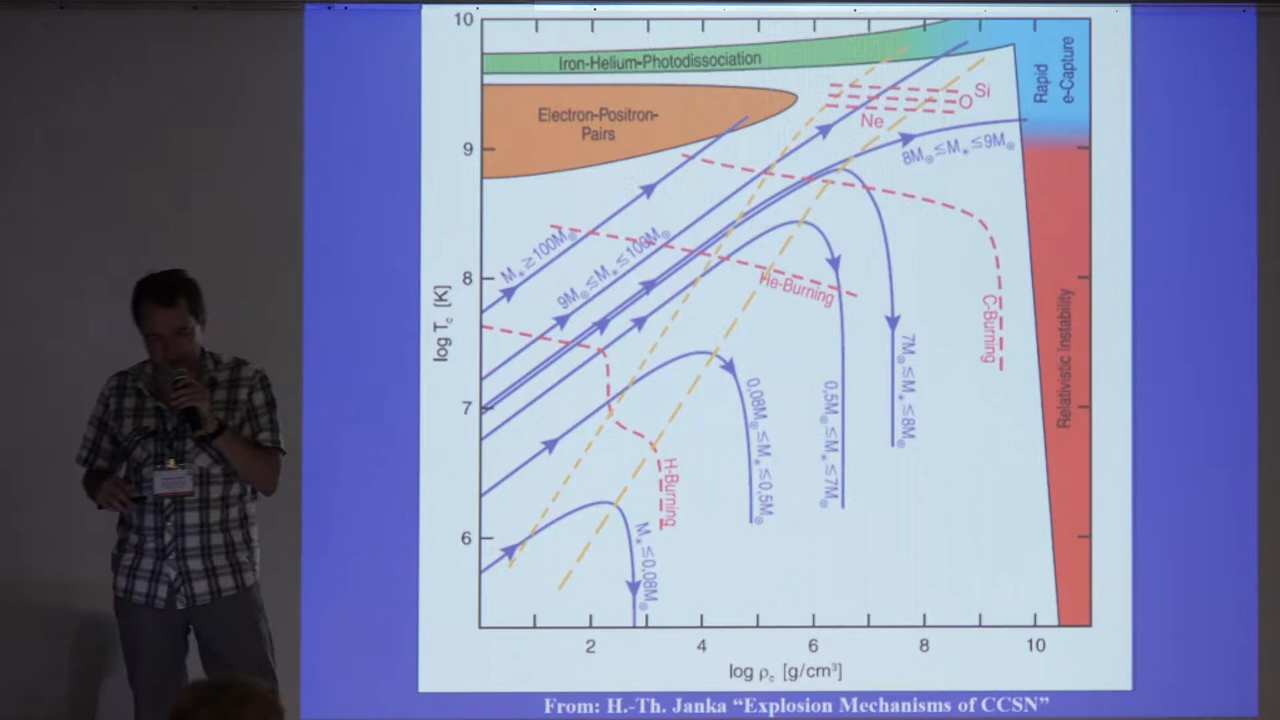 10
9
8
7
6
log T_c [K]
Iron-Helium-Photodissociation
Electron-Positron-
Pairs
Rapid
e-Capture
Relativistic Instability
Si
O
Ne
8M⊙≤M*≤9M⊙
M*≥100M⊙
9M⊙≤M*≤100M⊙
He-Burning
C-Burning
7M⊙≤M*≤8M⊙
0,5M⊙≤M*≤7M⊙
0,08M⊙≤M*≤0,5M⊙
H-Burning
M*≤0,08M⊙
2 4 6 8 10
log ρ_c [g/cm³]
From: H.-Th. Janka “Explosion Mechanisms of CCSN”